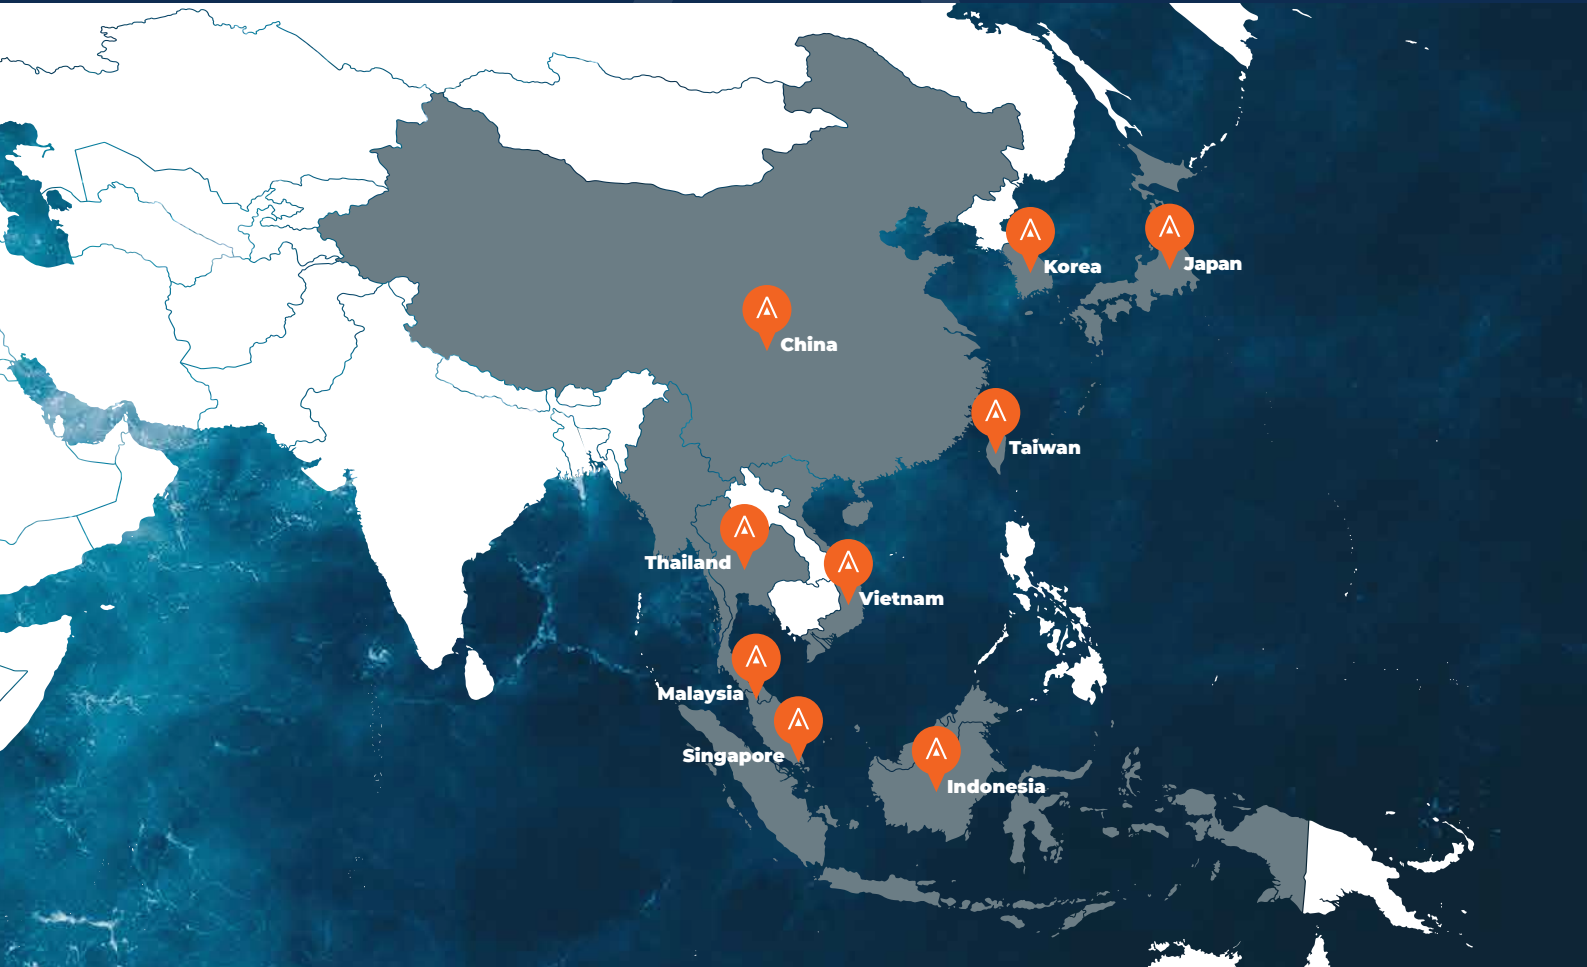 Korea
Japan
China
Taiwan
Thailand
Vietnam
Malaysia
Singapore
Indonesia